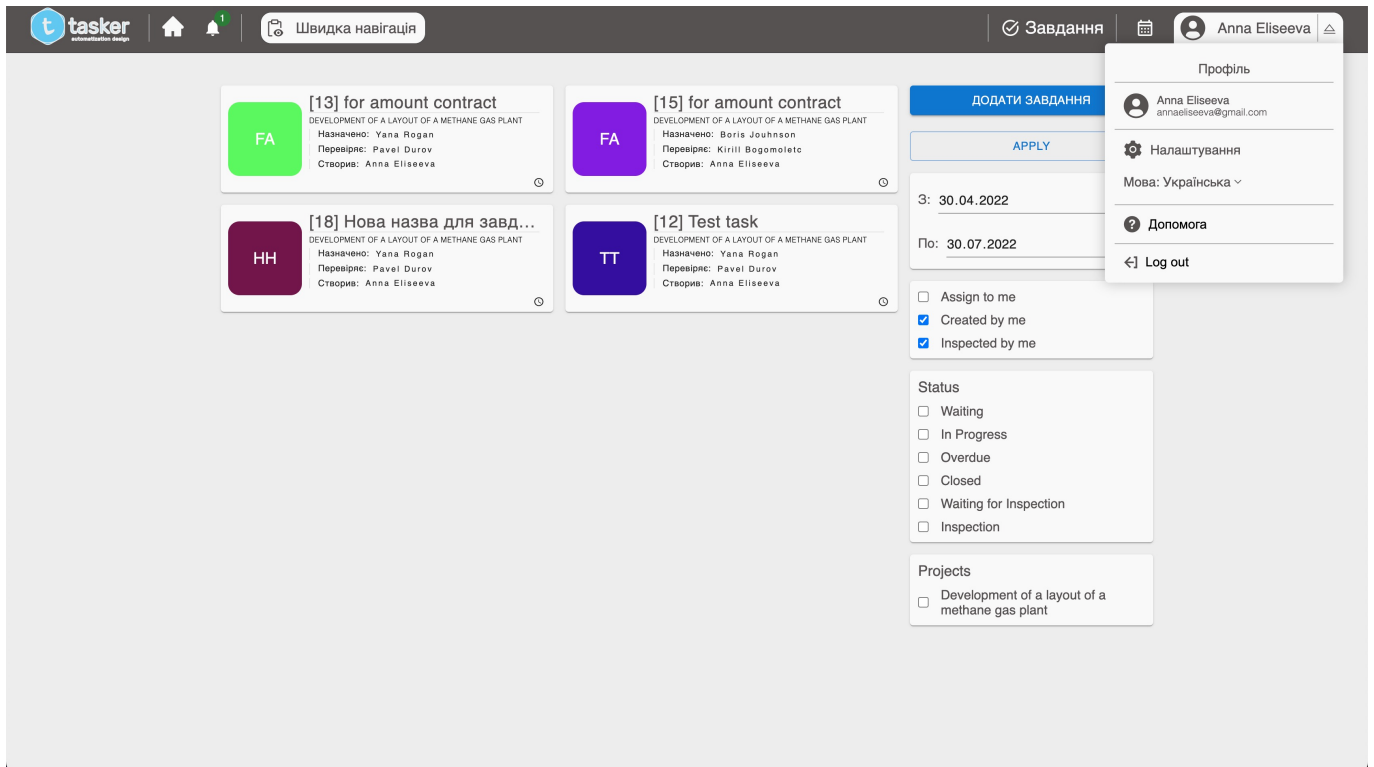 tasker
automatization design
1
Швидка навігація
Завдання
Anna Eliseeva
Профіль
Anna Eliseeva
annaeliseeva@gmail.com
Налаштування
Мова: Українська
Допомога
Log out
FA
[13] for amount contract
DEVELOPMENT OF A LAYOUT OF A METHANE GAS PLANT
Назначено: Yana Rogan
Перевіряє: Pavel Durov
Створив: Anna Eliseeva
FA
[15] for amount contract
DEVELOPMENT OF A LAYOUT OF A METHANE GAS PLANT
Назначено: Boris Jouhnson
Перевіряє: Kirill Bogomoletc
Створив: Anna Eliseeva
НН
[18] Нова назва для завд...
DEVELOPMENT OF A LAYOUT OF A METHANE GAS PLANT
Назначено: Yana Rogan
Перевіряє: Pavel Durov
Створив: Anna Eliseeva
TT
[12] Test task
DEVELOPMENT OF A LAYOUT OF A METHANE GAS PLANT
Назначено: Yana Rogan
Перевіряє: Pavel Durov
Створив: Anna Eliseeva
ДОДАТИ ЗАВДАННЯ
APPLY
З: 30.04.2022
По: 30.07.2022
Assign to me
Created by me
Inspected by me
Status
Waiting
In Progress
Overdue
Closed
Waiting for Inspection
Inspection
Projects
Development of a layout of a
methane gas plant